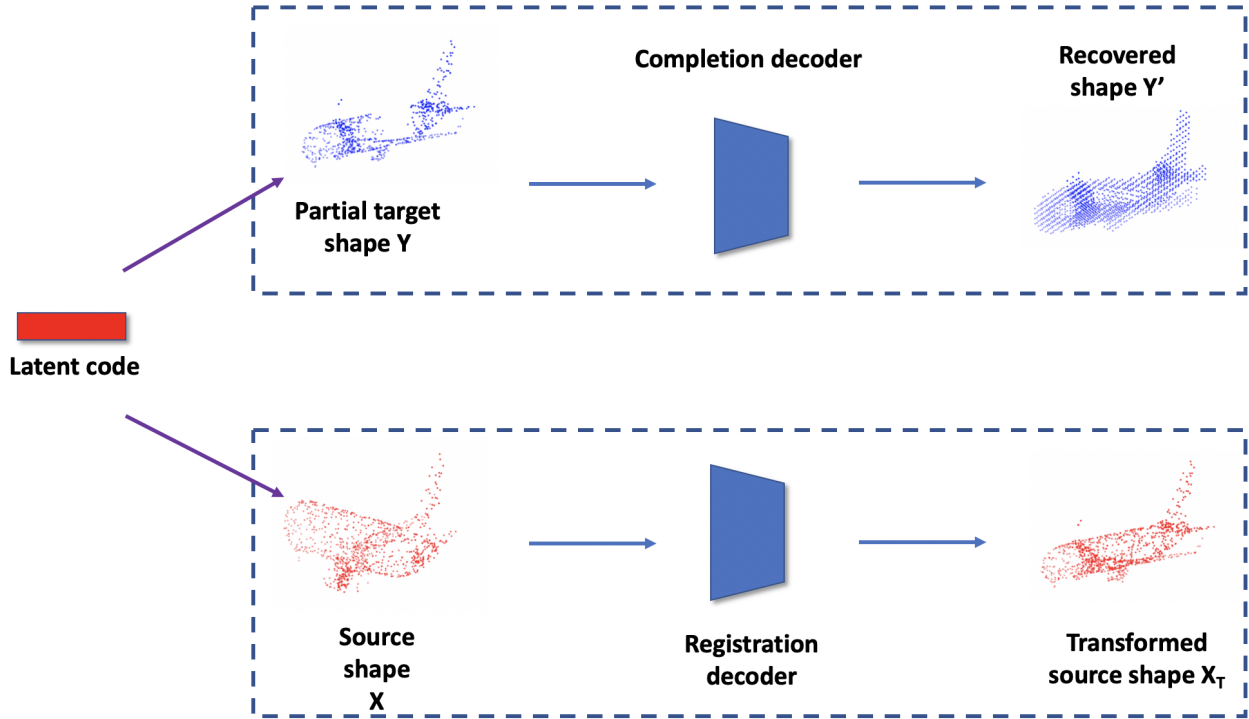 Completion decoder
Recovered
shape Y’
Partial target
shape Y
Latent code
Source
shape
X
Registration
decoder
Transformed
source shape X_T